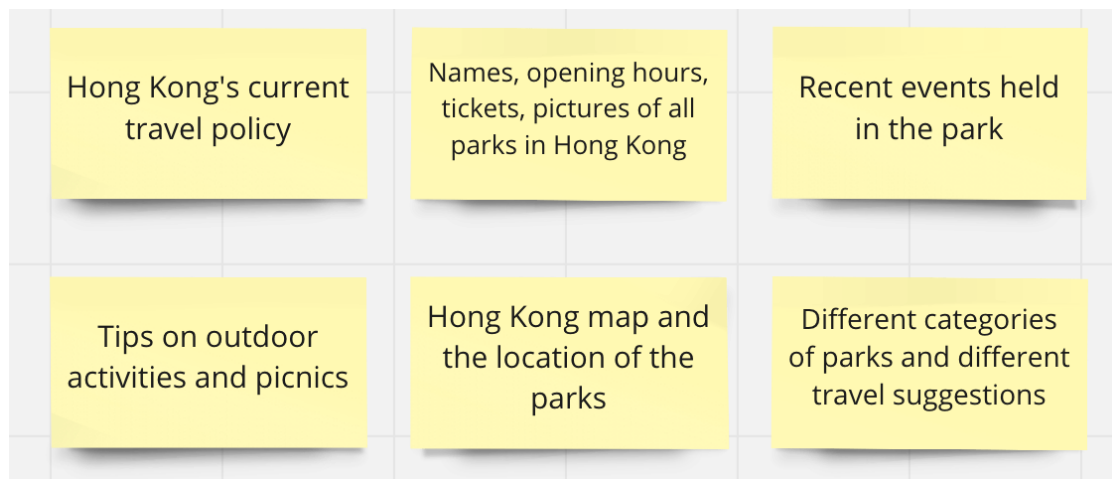 Hong Kong's current
travel policy
Names, opening hours,
tickets, pictures of all
parks in Hong Kong
Recent events held
in the park
Tips on outdoor
activities and picnics
Hong Kong map and
the location of the
parks
Different categories
of parks and different
travel suggestions